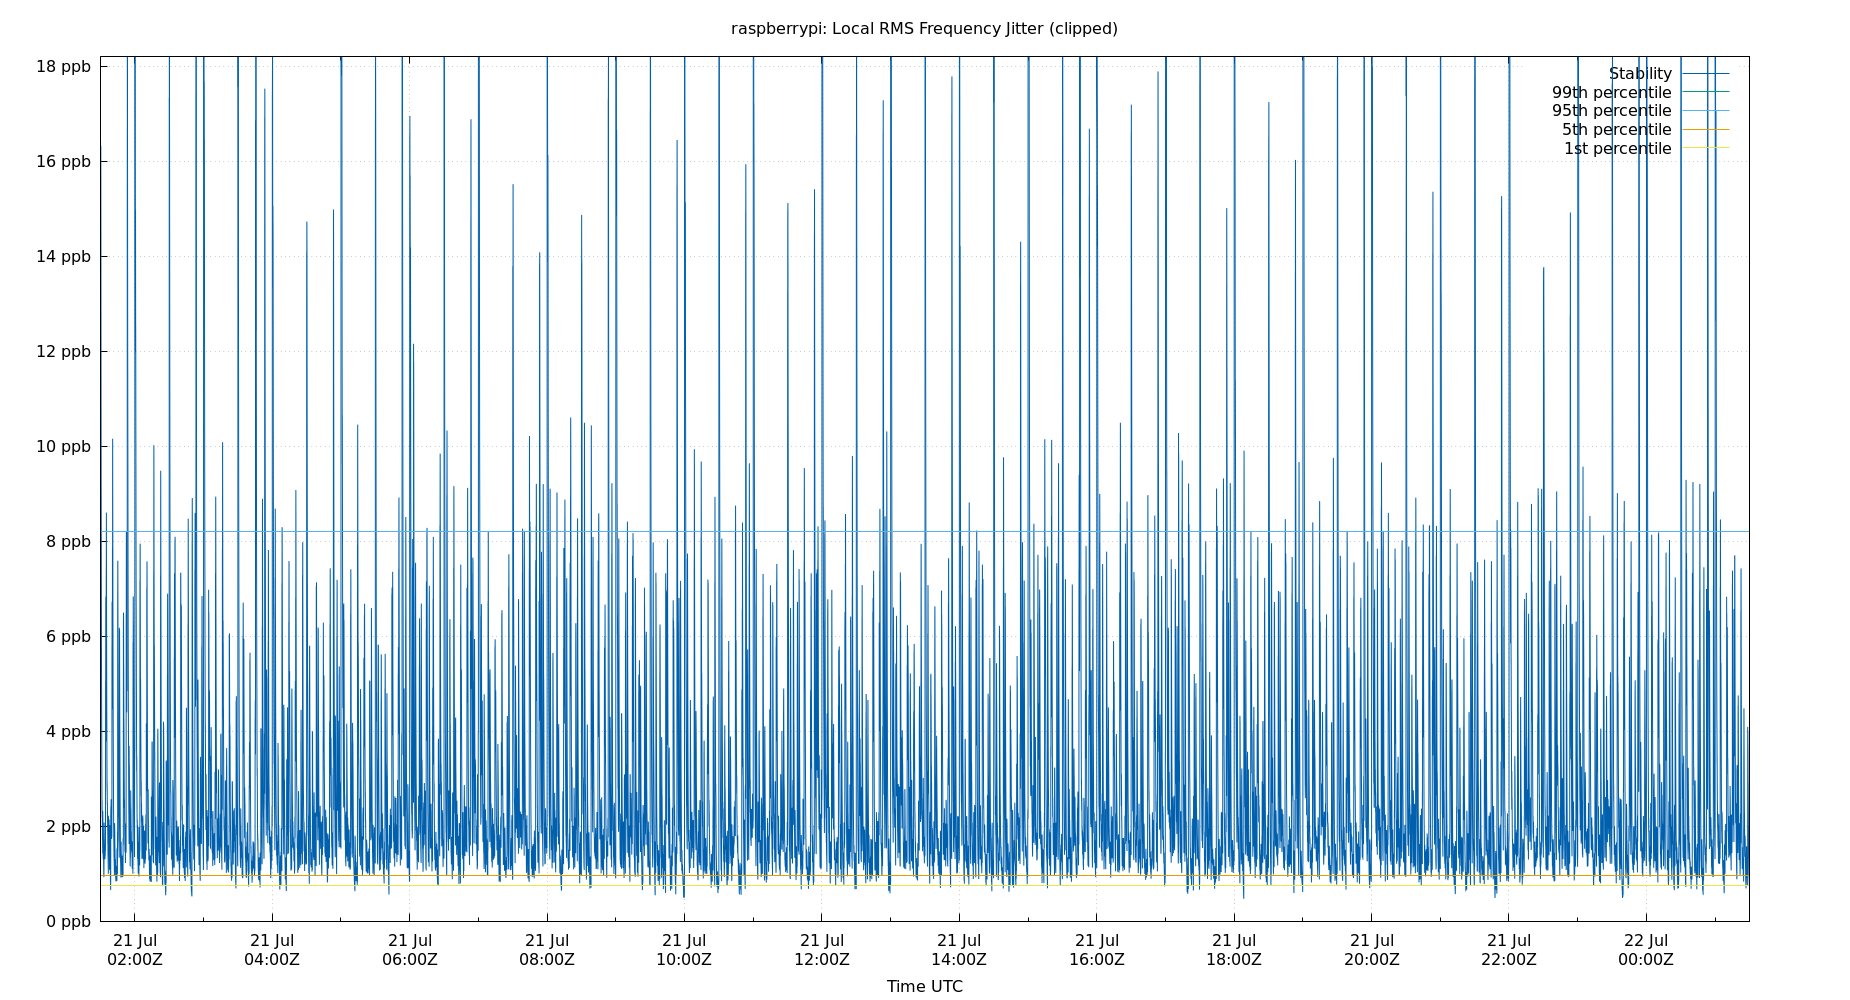 raspberrypi: Local RMS Frequency Jitter (clipped)
18 ppb
16 ppb
14 ppb
12 ppb
10 ppb
8 ppb
6 ppb
4 ppb
2 ppb
0 ppb
Stability
99th percentile
95th percentile
5th percentile
1st percentile
21 Jul 21 Jul 21 Jul 21 Jul 21 Jul 21 Jul 21 Jul 21 Jul 21 Jul 21 Jul 21 Jul 22 Jul
02:00Z 04:00Z 06:00Z 08:00Z 10:00Z 12:00Z 14:00Z 16:00Z 18:00Z 20:00Z 22:00Z 00:00Z
Time UTC